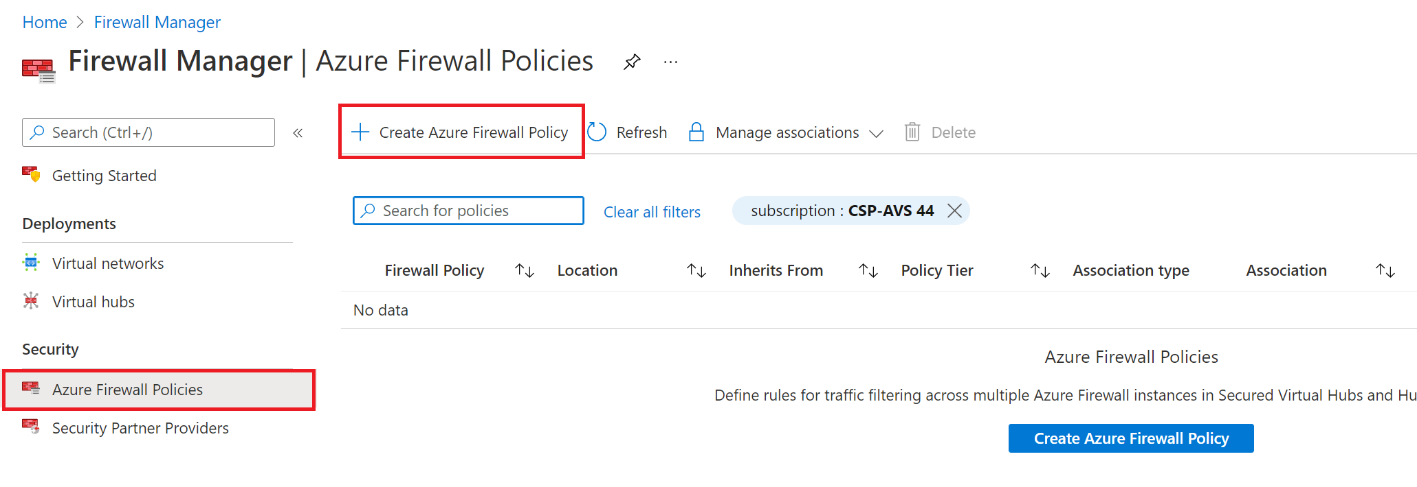 Home > Firewall Manager
Firewall Manager | Azure Firewall Policies ...
Search (Ctrl+/) «
Getting Started
Deployments
Virtual networks
Virtual hubs
Security
Azure Firewall Policies
Security Partner Providers
+ Create Azure Firewall Policy Refresh Manage associations Delete
Search for policies Clear all filters subscription : CSP-AVS 44
Firewall Policy ↑↓ Location ↑↓ Inherits From ↑↓ Policy Tier ↑↓ Association type Association ↑↓
No data
Azure Firewall Policies
Define rules for traffic filtering across multiple Azure Firewall instances in Secured Virtual Hubs and Hu
Create Azure Firewall Policy